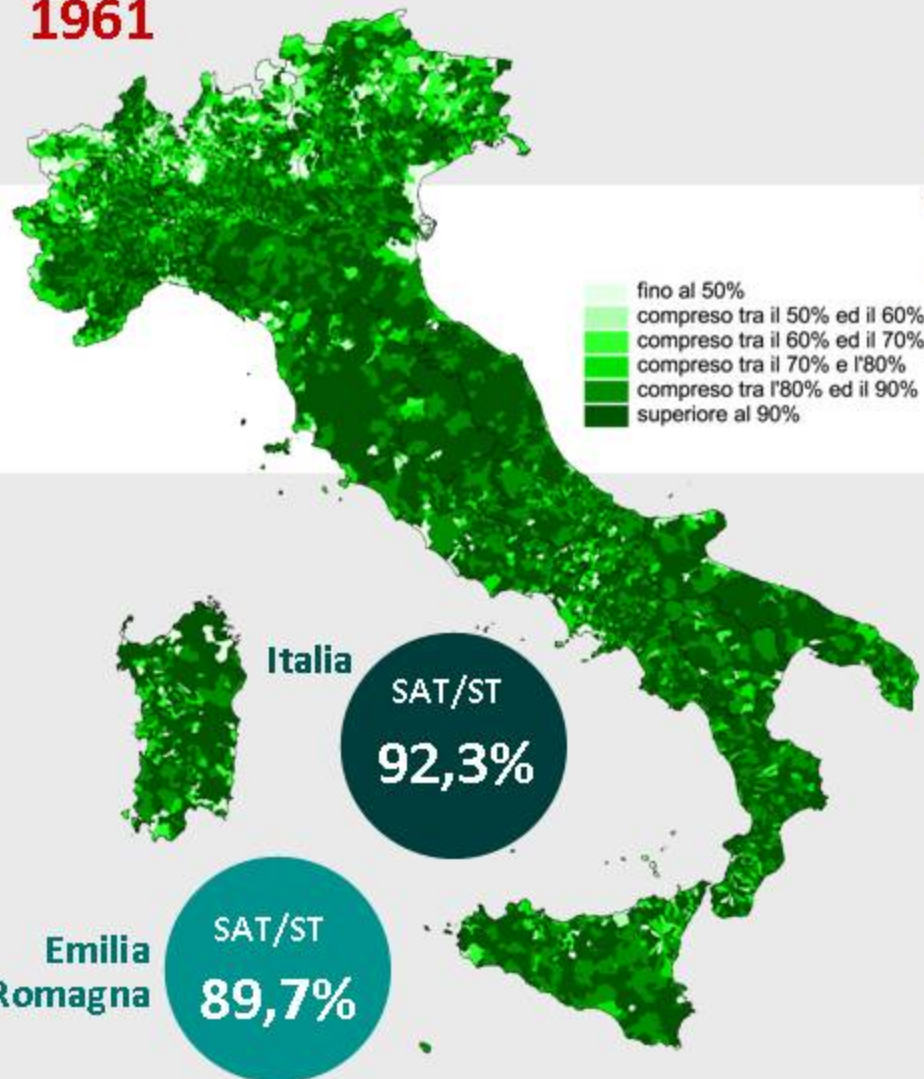 1961
fino al 50%
compreso tra il 50% ed il 60%
compreso tra il 60% ed il 70%
compreso tra il 70% e l'80%
compreso tra l'80% ed il 90%
superiore al 90%
Italia
SAT/ST
92,3%
Emilia
Romagna
SAT/ST
89,7%